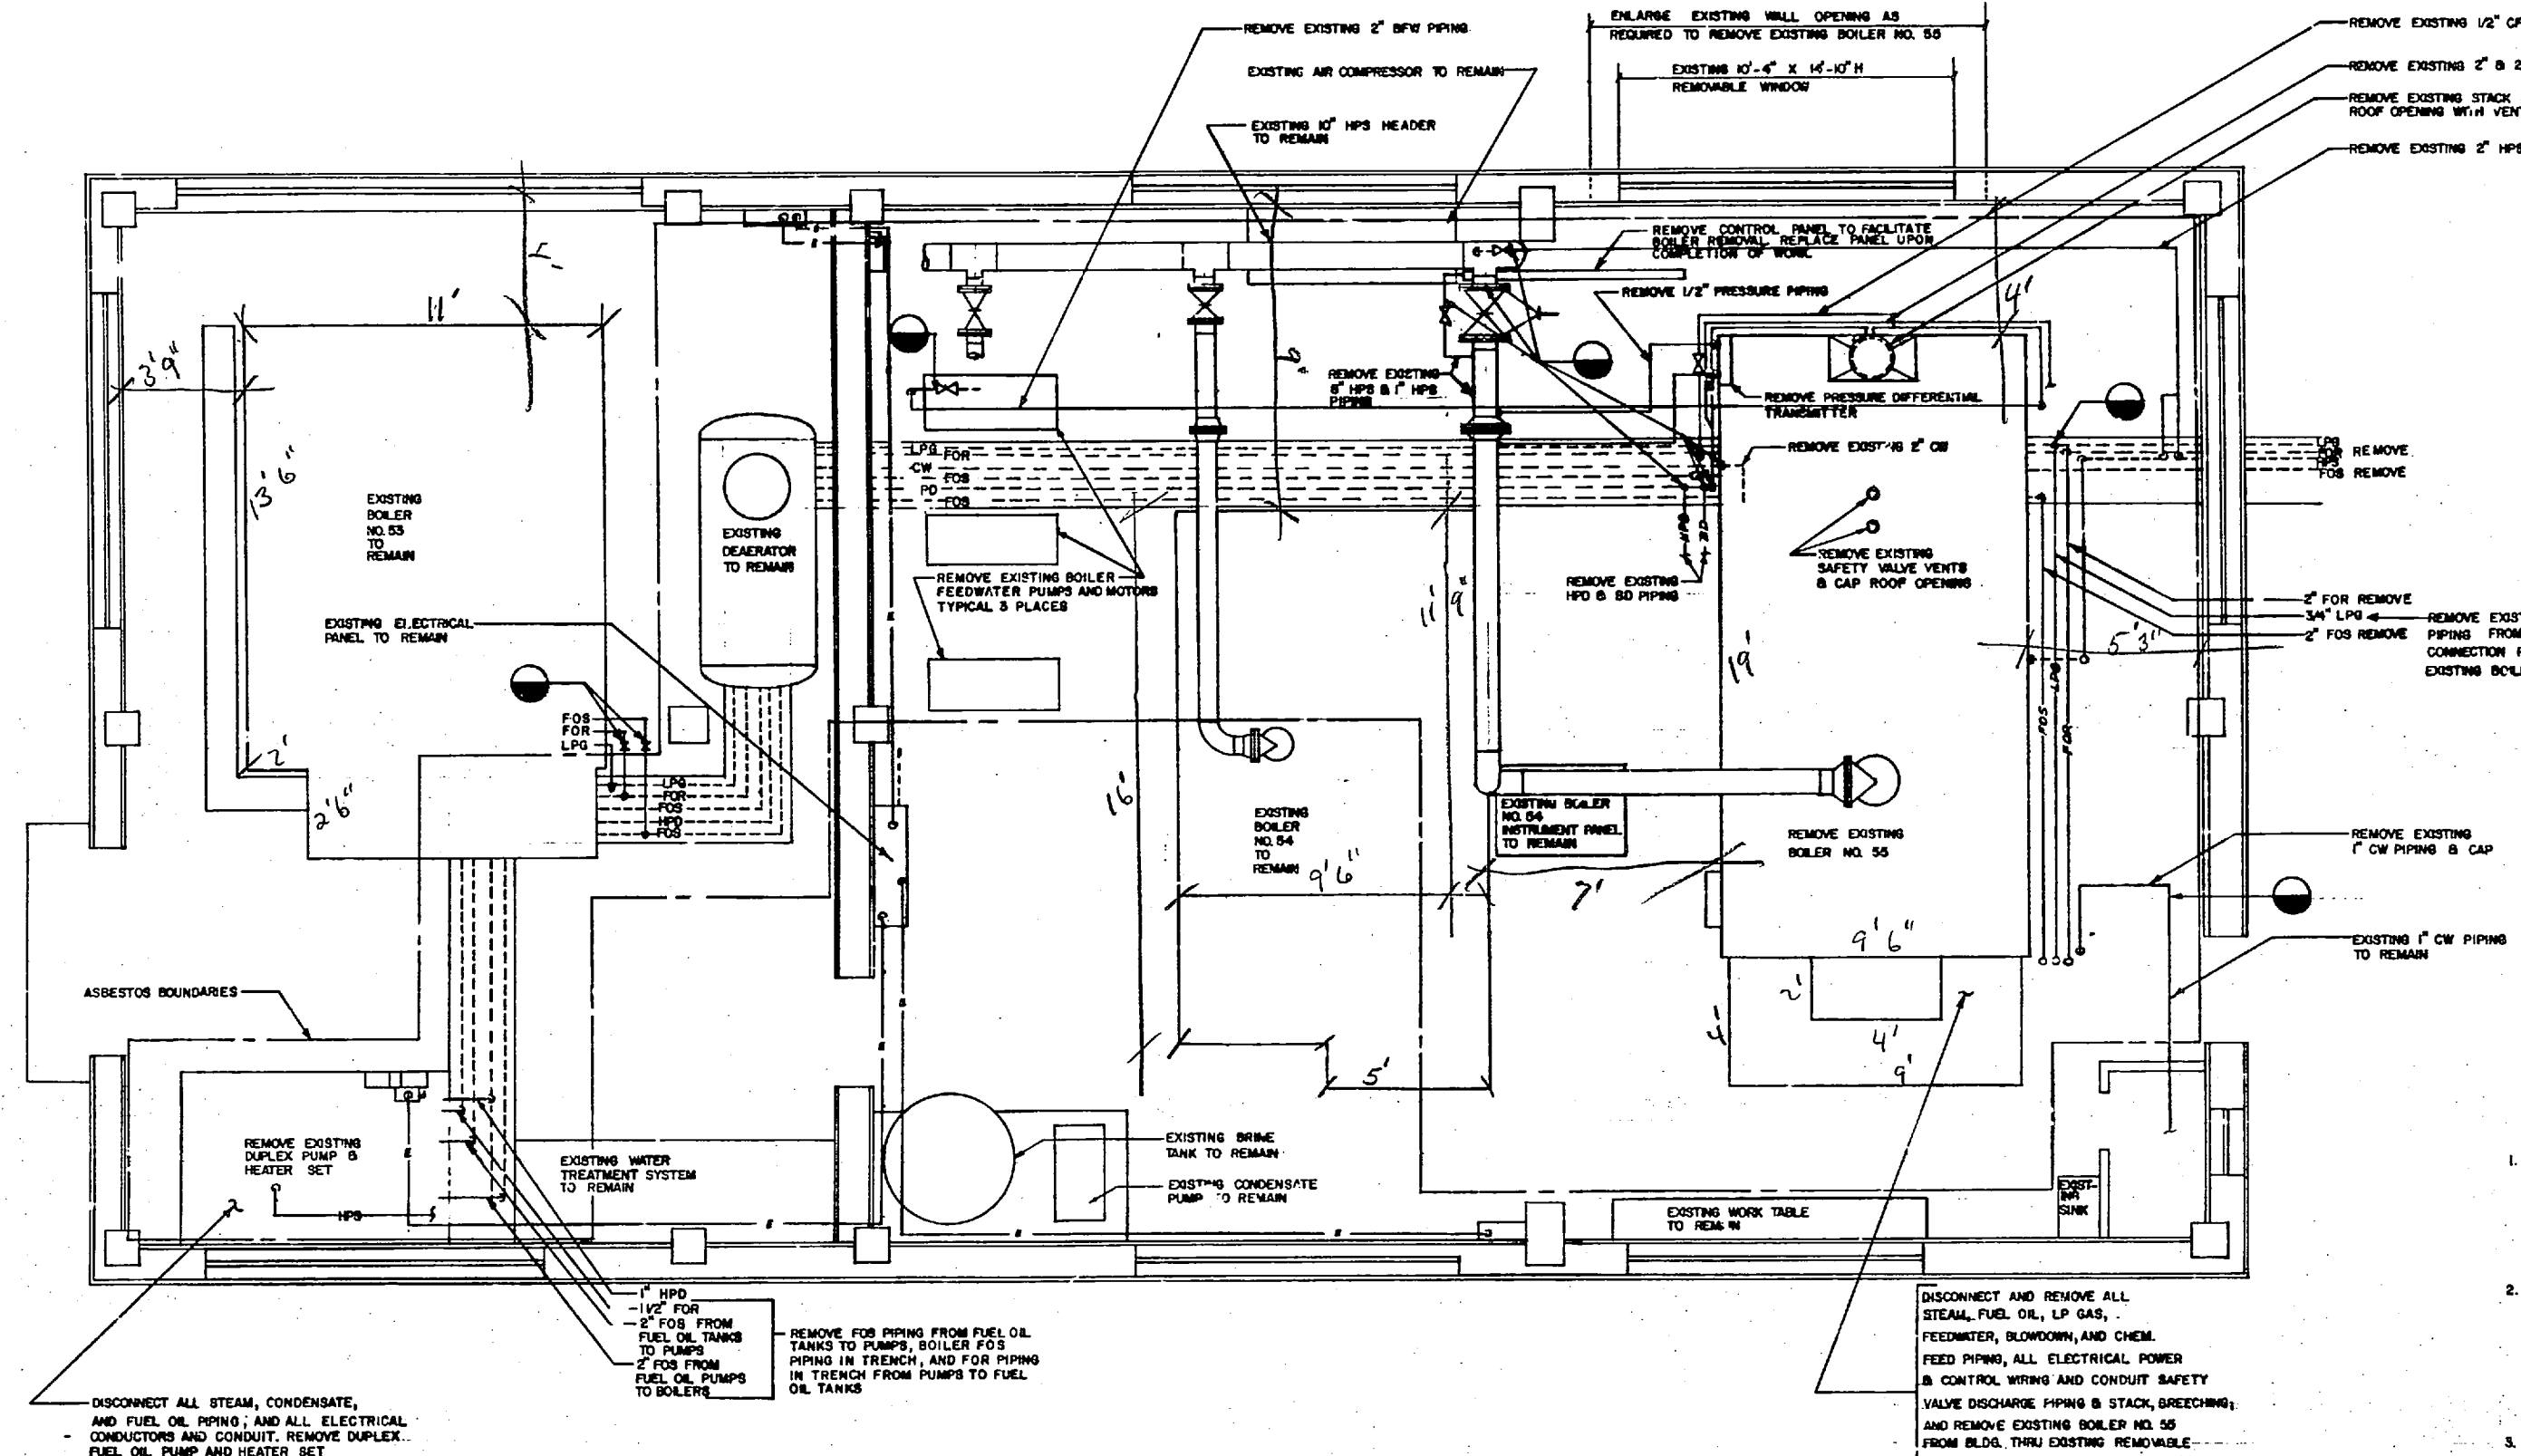 REMOVE EXISTING 2" BFW PIPING
EXISTING AIR COMPRESSOR TO REMAIN
EXISTING 10" HPS HEADER
TO REMAIN
ENLARGE EXISTING WALL OPENING AS
REQUIRED TO REMOVE EXISTING BOILER NO. 55
EXISTING 10'-4" X 14'-10" H
REMOVABLE WINDOW
REMOVE EXISTING 1/2"
REMOVE EXISTING 2" &
REMOVE EXISTING STACK
ROOF OPENING WITH
REMOVE EXISTING 2" HPS
REMOVE CONTROL PANEL TO FACILITATE
BOILER REMOVAL. REPLACE PANEL UPON
COMPLETION OF WORK
REMOVE 1/2" PRESSURE PIPING
11'
4'
3'9"
13'6"
REMOVE EXISTING
8" HPS & 1" HPS
PIPING
REMOVE PRESSURE DIFFERENTIAL
TRANSMITTER
REMOVE EXISTING 2" CW
LPG
FOR
CW
FOS
PD
FOS
LPG
FOR REMOVE
HPS
FOS REMOVE
EXISTING
BOILER
NO. 53
TO
REMAIN
EXISTING
DEAERATOR
TO REMAIN
HPD
BD
REMOVE EXISTING
HPD & BD PIPING
REMOVE EXISTING
SAFETY VALVE VENTS
& CAP ROOF OPENING
REMOVE EXISTING BOILER
FEEDWATER PUMPS AND MOTORS
TYPICAL 3 PLACES
11'9"
EXISTING ELECTRICAL
PANEL TO REMAIN
19'
5'3"
2" FOR REMOVE
3/4" LPG
2" FOS REMOVE
PIPING FROM
CONNECTION
FOS
LPG
FOR
FOS
FOR
LPG
2'
2'6"
LPG
FOR
FOS
HPD
FOS
16'
EXISTING
BOILER
NO. 54
TO
REMAIN
9'6"
EXISTING BOILER
NO. 54
INSTRUMENT PANEL
TO REMAIN
7'
REMOVE EXISTING
BOILER NO. 55
REMOVE EXISTING
1" CW PIPING & CAP
9'6"
EXISTING 1" CW PIPING
TO REMAIN
ASBESTOS BOUNDARIES
2'
4'
4'
9'
5'
REMOVE EXISTING
DUPLEX PUMP &
HEATER SET
HPS
EXISTING WATER
TREATMENT SYSTEM
TO REMAIN
EXISTING BRINE
TANK TO REMAIN
EXISTING CONDENSATE
PUMP TO REMAIN
EXISTING WORK TABLE
TO REMAIN
EXIST-
ING
SINK
E
E
E
E
E
E
E
1.
2.
3.
1" HPD
1 1/2" FOR
2" FOS FROM
FUEL OIL TANKS
TO PUMPS
2" FOS FROM
FUEL OIL PUMPS
TO BOILERS
REMOVE FOS PIPING FROM FUEL OIL
TANKS TO PUMPS, BOILER FOS
PIPING IN TRENCH, AND FOR PIPING
IN TRENCH FROM PUMPS TO FUEL
OIL TANKS
DISCONNECT ALL STEAM, CONDENSATE,
AND FUEL OIL PIPING; AND ALL ELECTRICAL
CONDUCTORS AND CONDUIT. REMOVE DUPLEX
FUEL OIL PUMP AND HEATER SET
DISCONNECT AND REMOVE ALL
STEAM, FUEL OIL, LP GAS,
FEEDWATER, BLOWDOWN, AND CHEM.
FEED PIPING, ALL ELECTRICAL POWER
& CONTROL WIRING AND CONDUIT SAFETY
VALVE DISCHARGE PIPING & STACK, BREECHING,
AND REMOVE EXISTING BOILER NO. 55
FROM BLDG. THRU EXISTING REMOVABLE